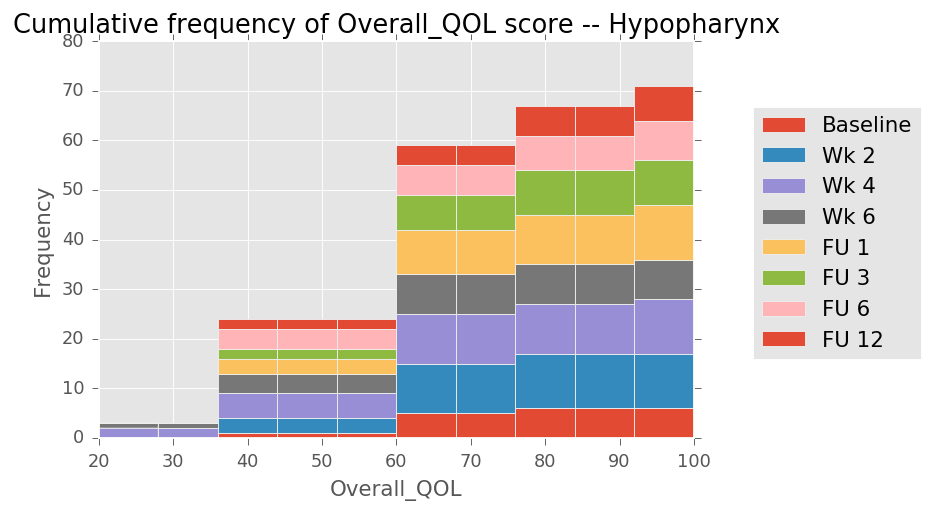 Cumulative frequency of Overall_QOL score -- Hypopharynx
80
70
60
50
40
30
20
10
0
Frequency
20 30 40 50 60 70 80 90 100
Overall_QOL
Baseline
Wk 2
Wk 4
Wk 6
FU 1
FU 3
FU 6
FU 12